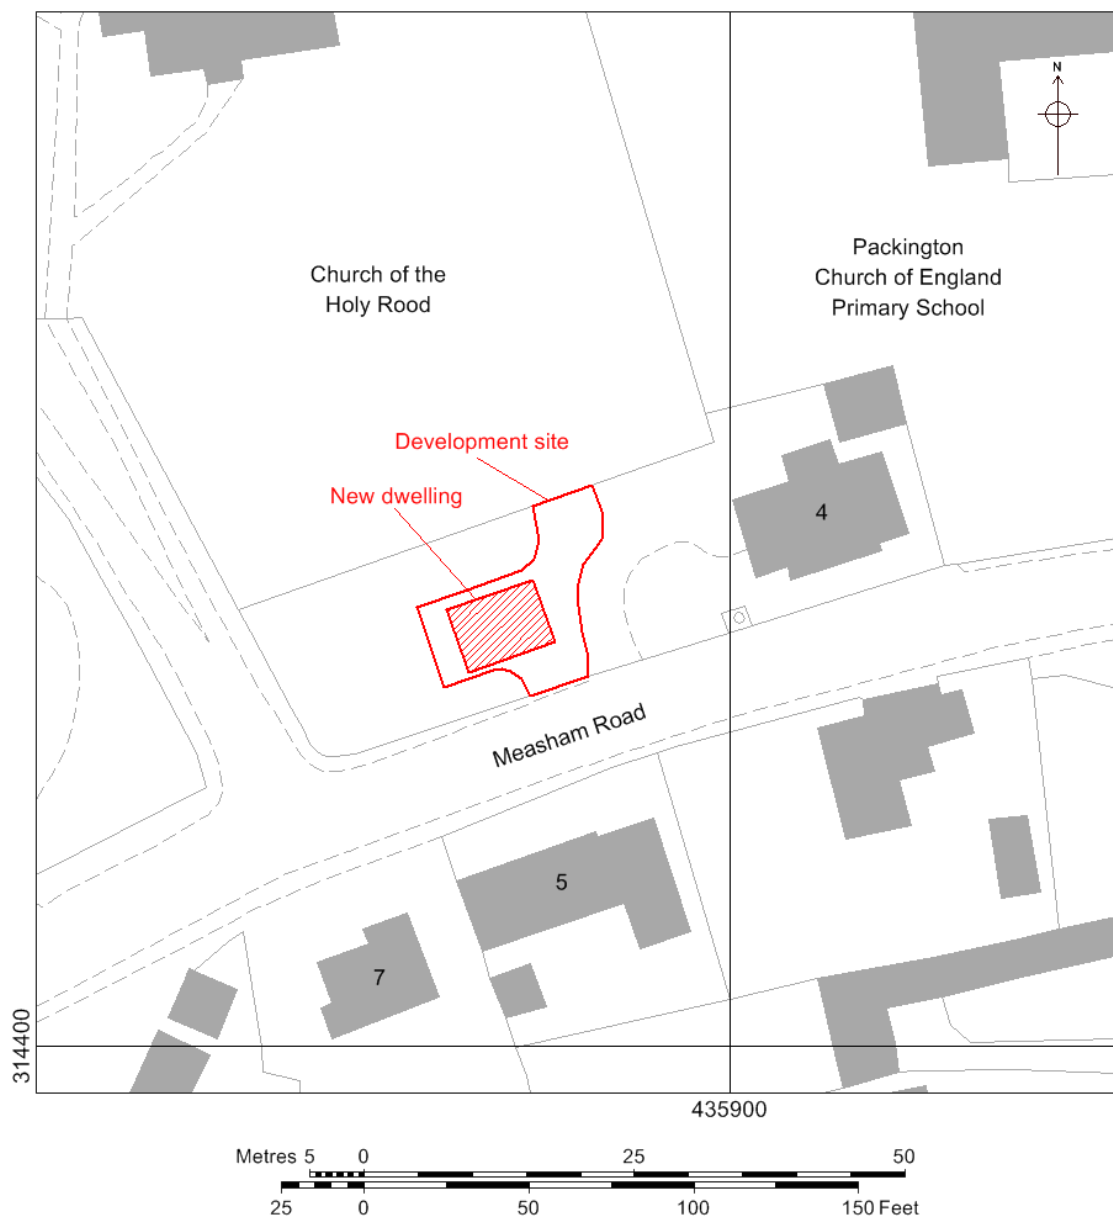 N
Packington
Church of England
Primary School
Church of the
Holy Rood
Development site
New dwelling
4
Measham Road
5
7
314400
435900
Metres 5 0 25 50
25 0 50 100 150 Feet